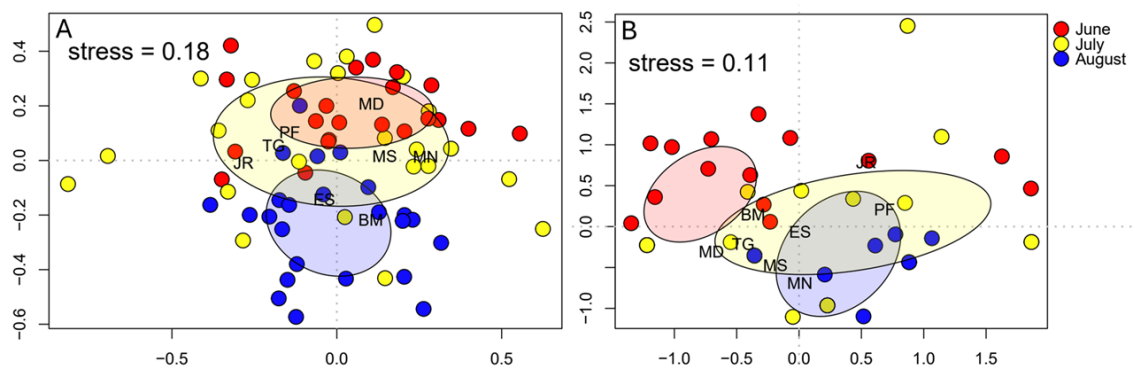 A
stress = 0.18
0.4
0.2
0.0
−0.2
−0.4
−0.6
MD
PF
TG
MS
MN
JR
ES
BM
−0.5
0.0
0.5
B
stress = 0.11
2.5
2.0
1.5
1.0
0.5
0.0
−1.0
JR
PF
BM
ES
MD
TG
MS
MN
−1.0
−0.5
0.0
0.5
1.0
1.5
June
July
August